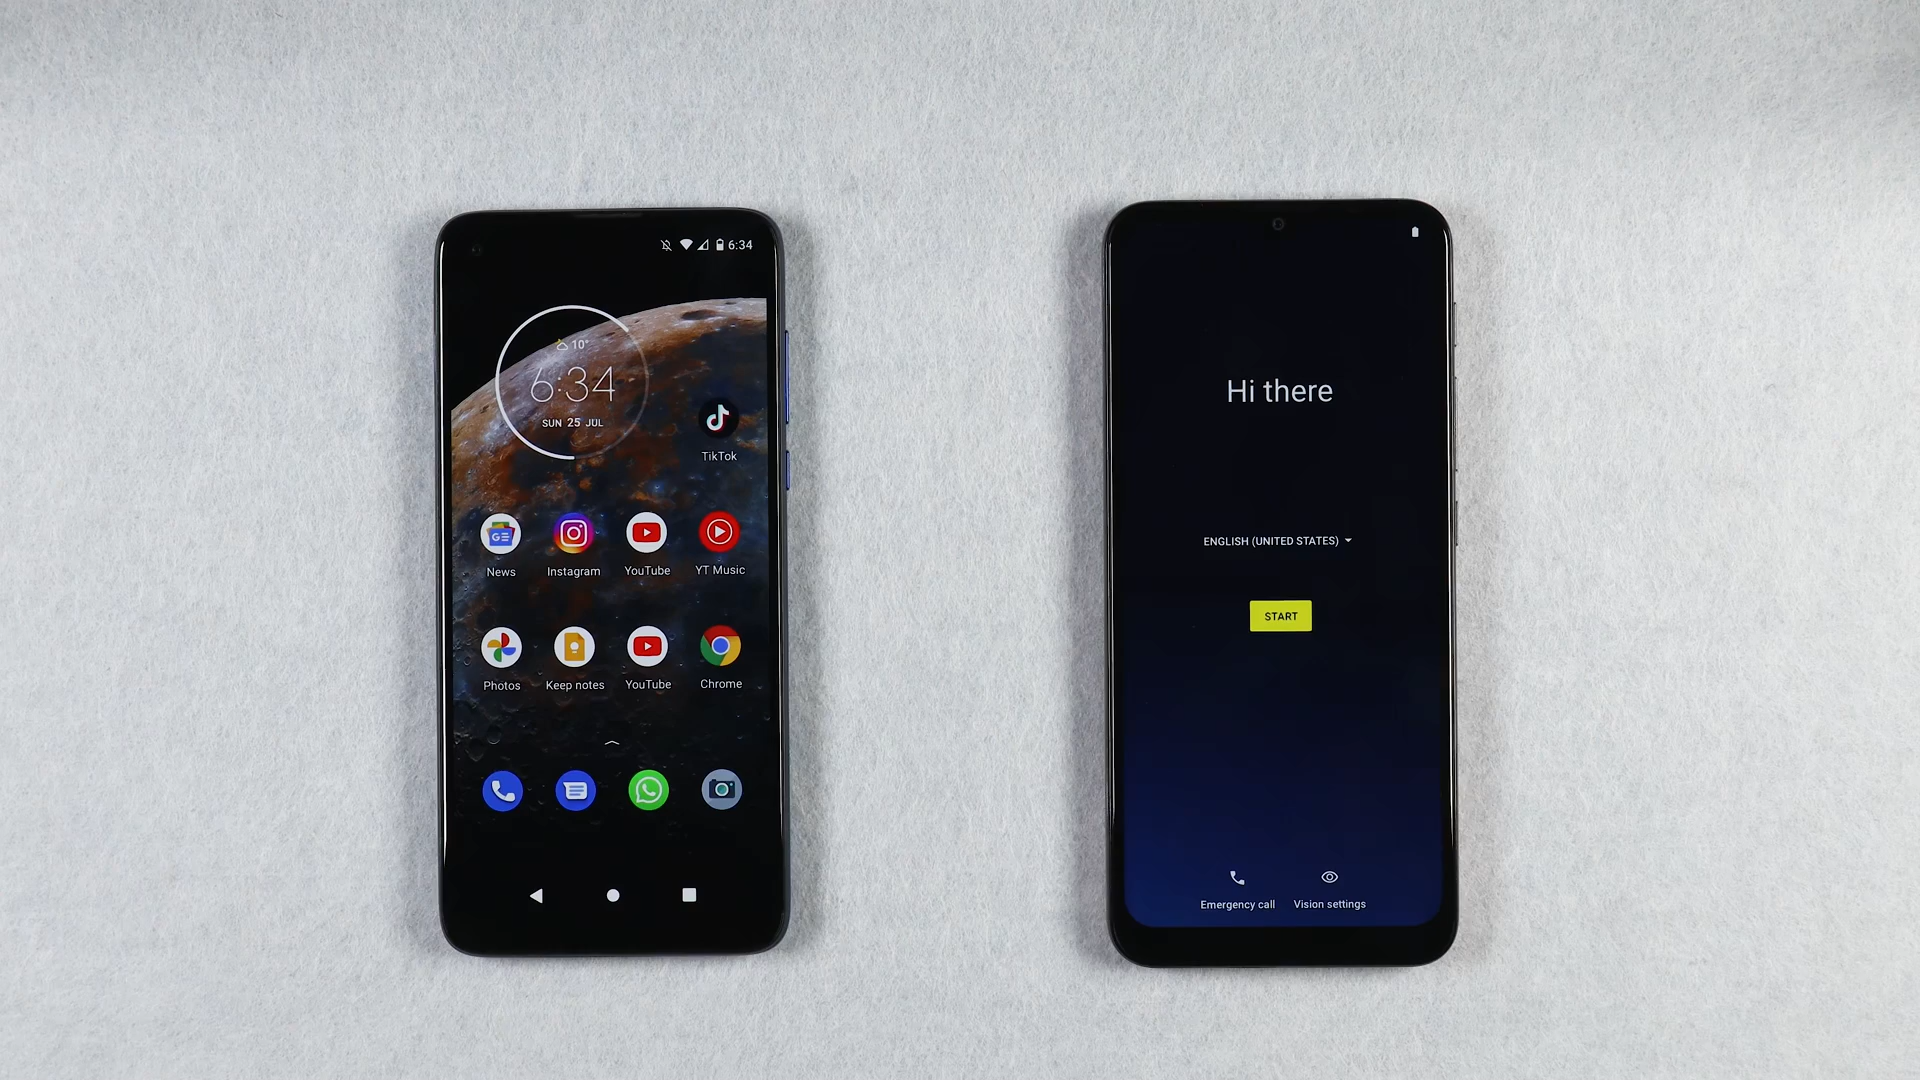 6:34
10°
6:34
SUN 25 JUL
TikTok
GE
News
Instagram
YouTube
YT Music
Photos
Keep notes
YouTube
Chrome
Hi there
ENGLISH (UNITED STATES)
START
Emergency call
Vision settings